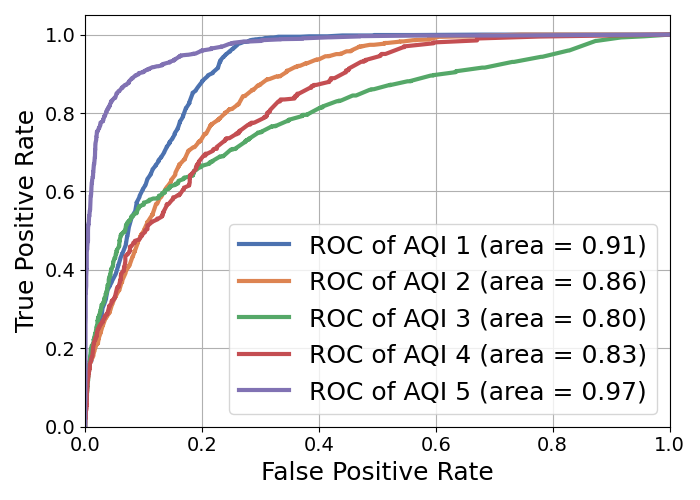 1.0
0.8
0.6
0.4
0.2
0.0
True Positive Rate
ROC of AQI 1 (area = 0.91)
ROC of AQI 2 (area = 0.86)
ROC of AQI 3 (area = 0.80)
ROC of AQI 4 (area = 0.83)
ROC of AQI 5 (area = 0.97)
0.0 0.2 0.4 0.6 0.8 1.0
False Positive Rate